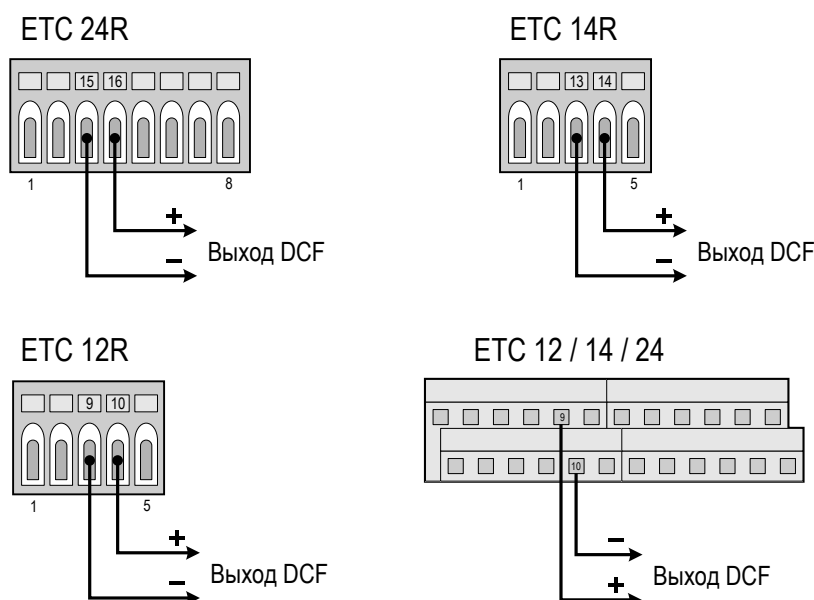 ETC 24R
15 16
1 8
+
Выход DCF
–
ETC 14R
13 14
1 5
+
Выход DCF
–
ETC 12R
9 10
1 5
+
Выход DCF
–
ETC 12 / 14 / 24
9
10
–
Выход DCF
+